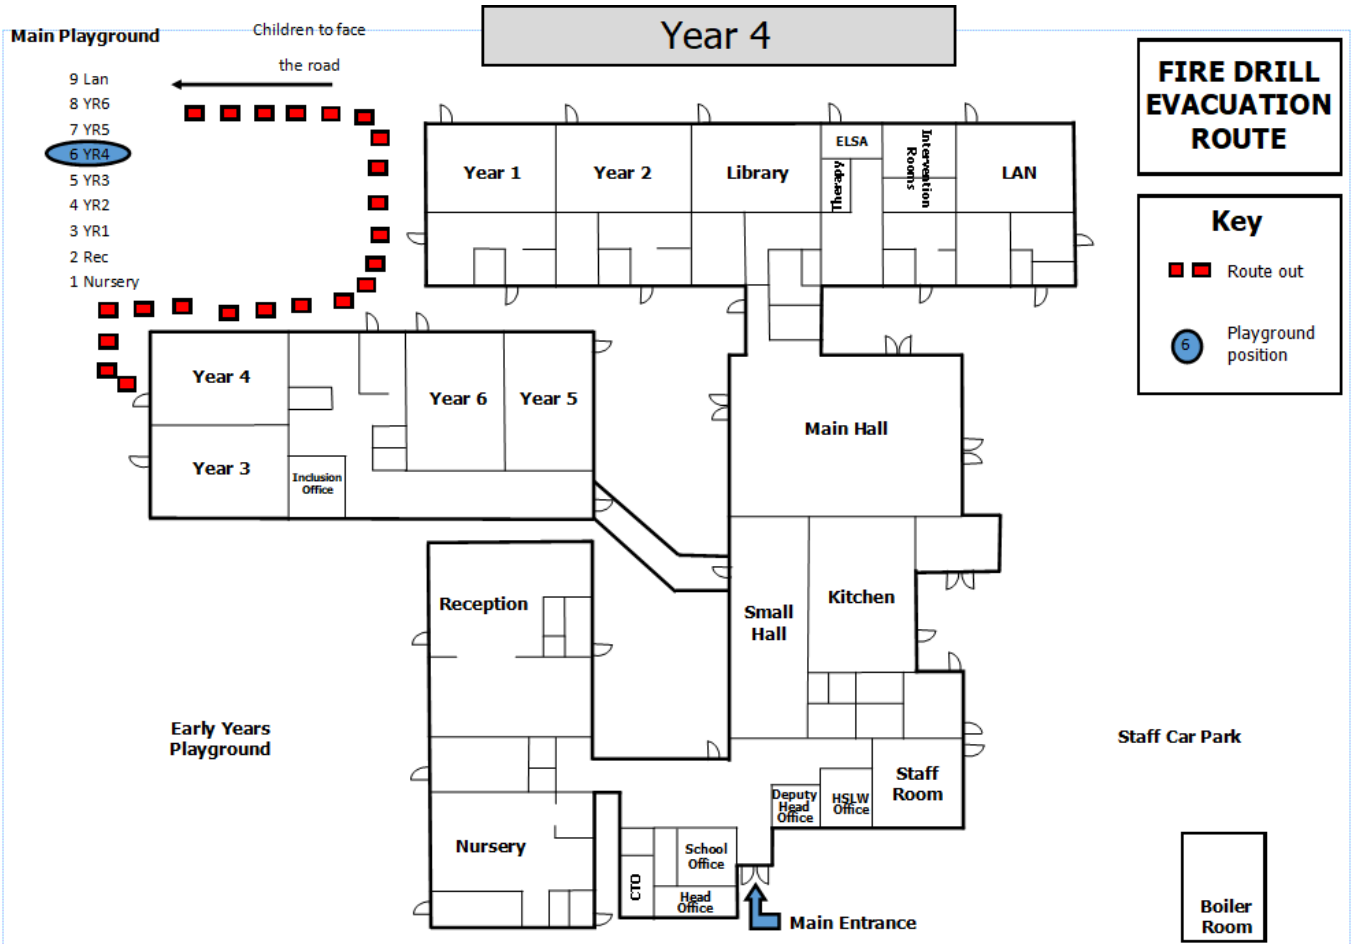 Year 4
Main Playground
Children to face
the road
9 Lan
8 YR6
7 YR5
6 YR4
5 YR3
4 YR2
3 YR1
2 Rec
1 Nursery
FIRE DRILL
EVACUATION
ROUTE
Key
Route out
6
Playground
position
Year 1
Year 2
Library
ELSA
Therapy
Intervention
Rooms
LAN
Year 4
Year 3
Inclusion
Office
Year 6
Year 5
Main Hall
Reception
Small
Hall
Kitchen
Early Years
Playground
Staff Car Park
Staff
Room
Deputy
Head
Office
HSLW
Office
Nursery
School
Office
CTO
Head
Office
Main Entrance
Boiler
Room